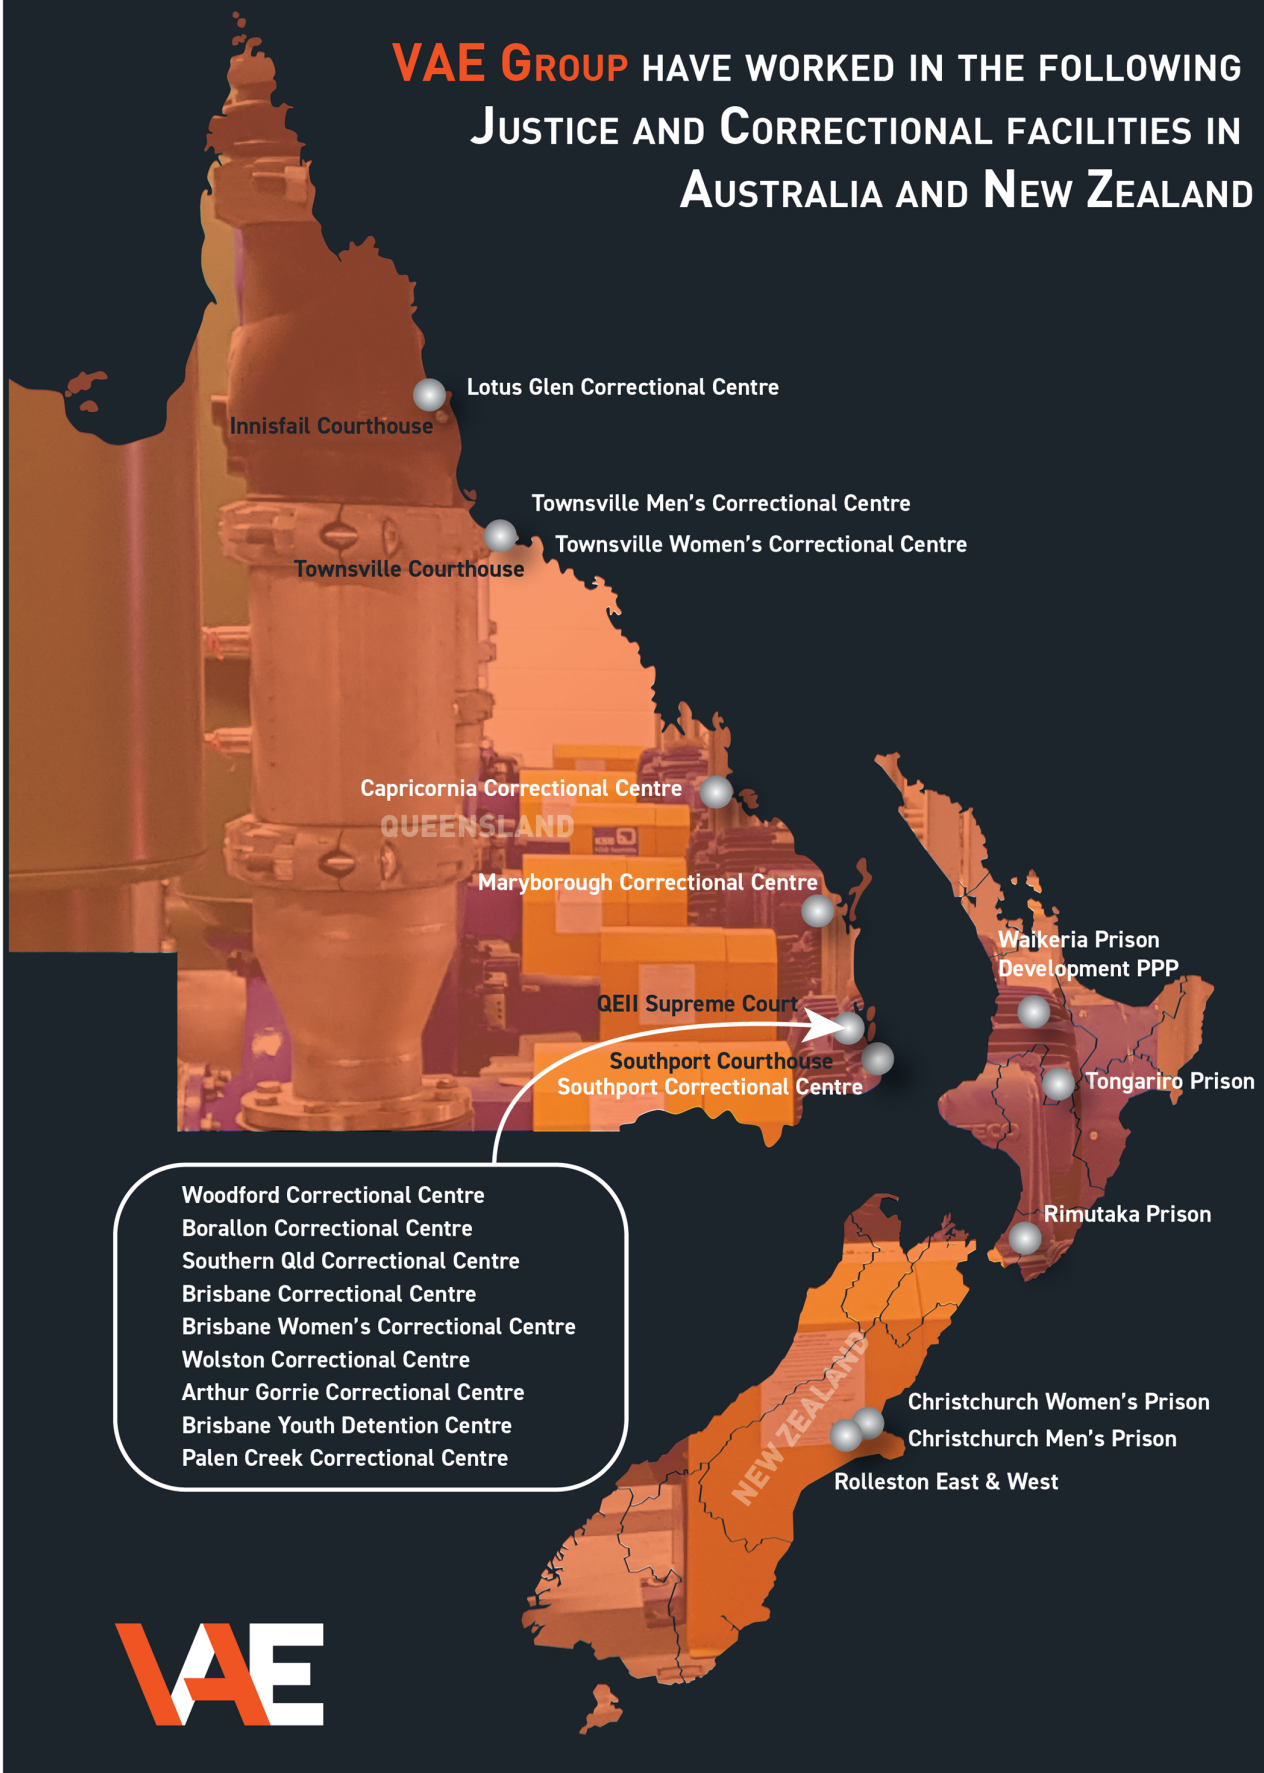 VAE Group have worked in the following
Justice and Correctional facilities in
Australia and New Zealand
Lotus Glen Correctional Centre
Innisfail Courthouse
Townsville Men's Correctional Centre
Townsville Women's Correctional Centre
Townsville Courthouse
Capricornia Correctional Centre
QUEENSLAND
KSB
Maryborough Correctional Centre
Waikeria Prison
Development PPP
QEII Supreme Court
Southport Courthouse
Southport Correctional Centre
Tongariro Prison
TECO
Woodford Correctional Centre
Borallon Correctional Centre
Southern Qld Correctional Centre
Brisbane Correctional Centre
Brisbane Women's Correctional Centre
Wolston Correctional Centre
Arthur Gorrie Correctional Centre
Brisbane Youth Detention Centre
Palen Creek Correctional Centre
Rimutaka Prison
NEW ZEALAND
Christchurch Women's Prison
Christchurch Men's Prison
Rolleston East & West
VAE